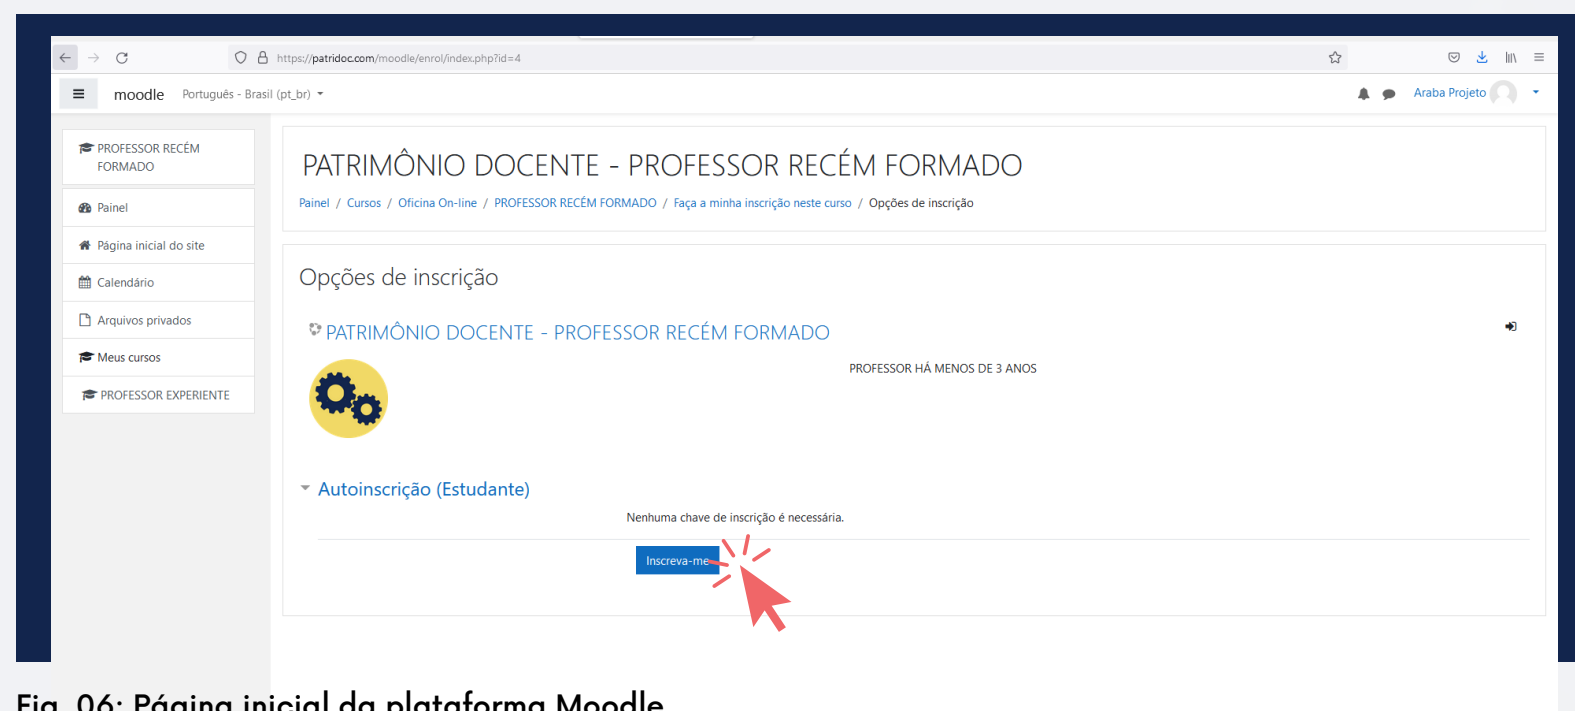 https://patridoc.com/moodle/enrol/index.php?id=4
moodle Português - Brasil (pt_br)
Araba Projeto
PROFESSOR RECÉM
FORMADO
Painel
Página inicial do site
Calendário
Arquivos privados
Meus cursos
PROFESSOR EXPERIENTE
PATRIMÔNIO DOCENTE - PROFESSOR RECÉM FORMADO
Painel / Cursos / Oficina On-line / PROFESSOR RECÉM FORMADO / Faça a minha inscrição neste curso / Opções de inscrição
Opções de inscrição
PATRIMÔNIO DOCENTE - PROFESSOR RECÉM FORMADO
PROFESSOR HÁ MENOS DE 3 ANOS
Autoinscrição (Estudante)
Nenhuma chave de inscrição é necessária.
Inscreva-me
Fig. 06: Página inicial da plataforma Moodle